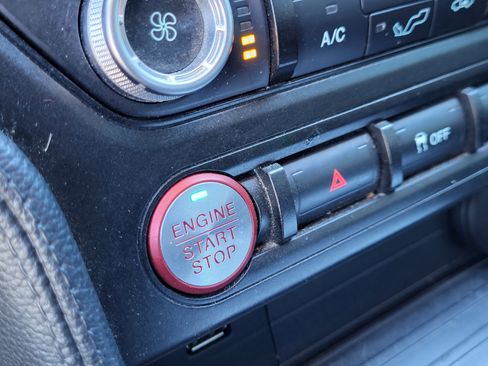 A/C
OFF
ENGINE
START
STOP